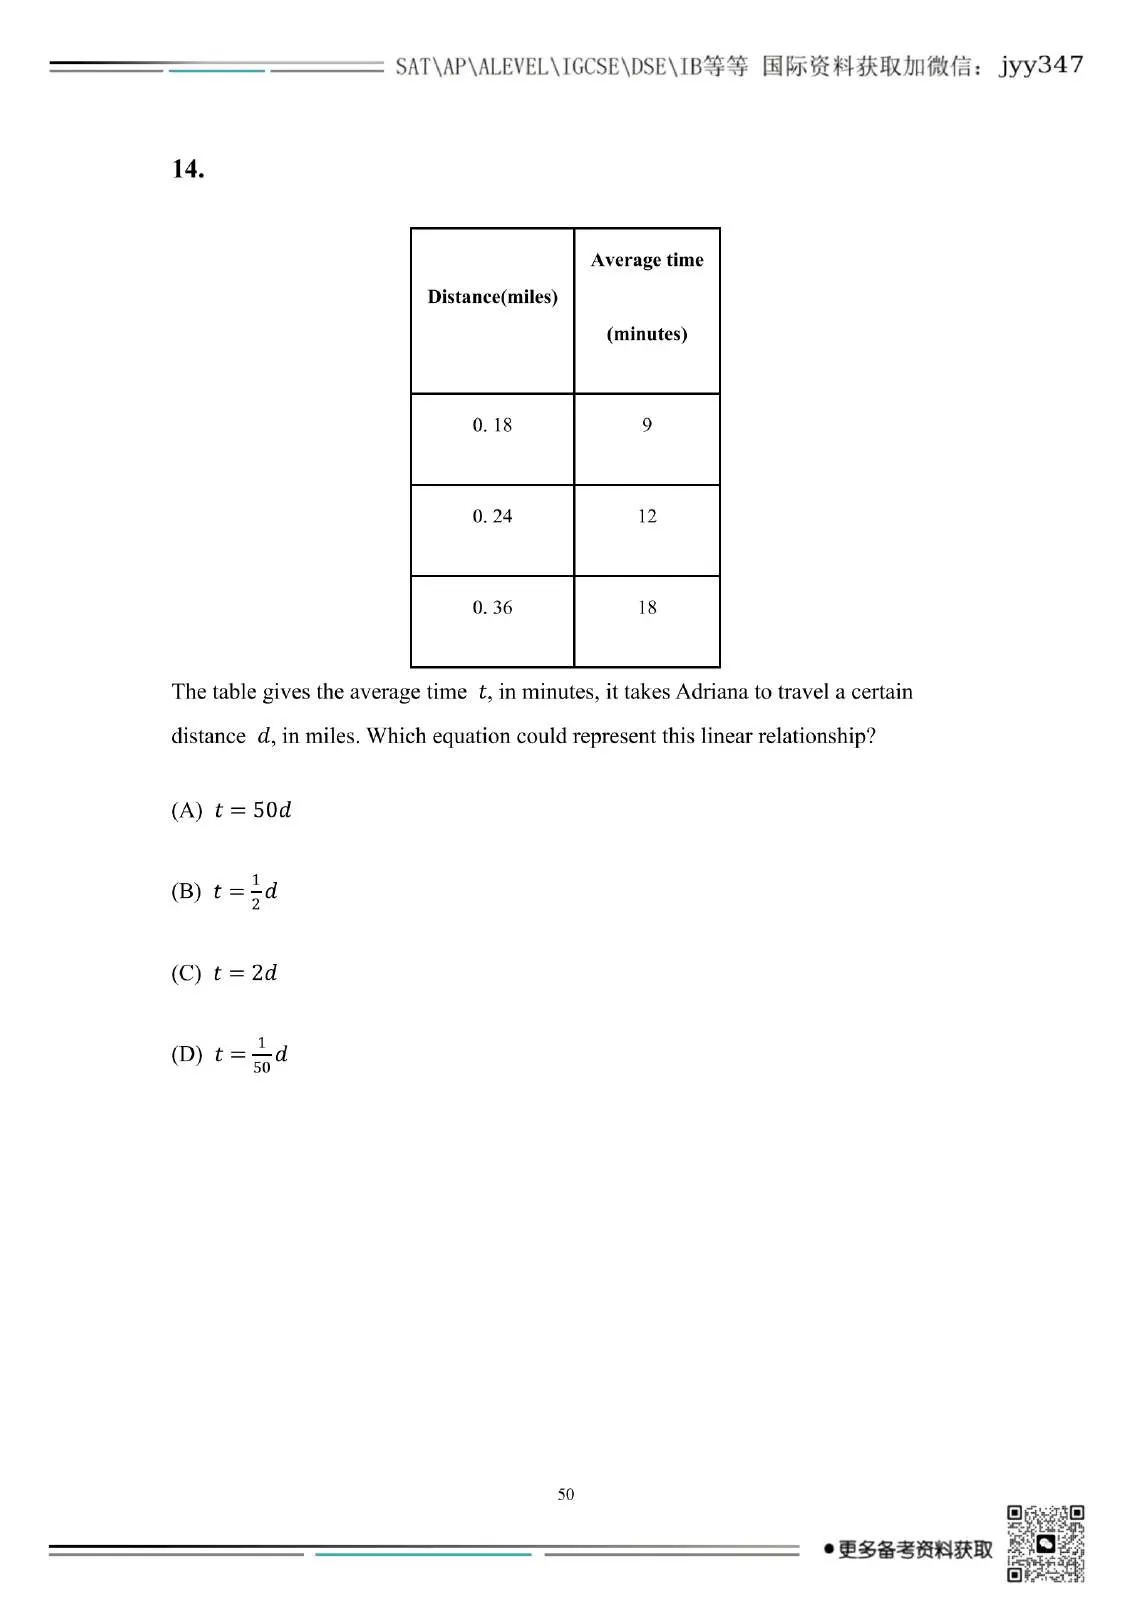 SAT\AP\ALEVEL\IGCSE\DSE\IB等等 国际资料获取加微信: jyy347
14.
Distance(miles) Average time (minutes)
0. 18 9
0. 24 12
0. 36 18
The table gives the average time t, in minutes, it takes Adriana to travel a certain
distance d, in miles. Which equation could represent this linear relationship?
(A) t = 50d
(B) t = 1/2 d
(C) t = 2d
(D) t = 1/50 d
50
●更多备考资料获取